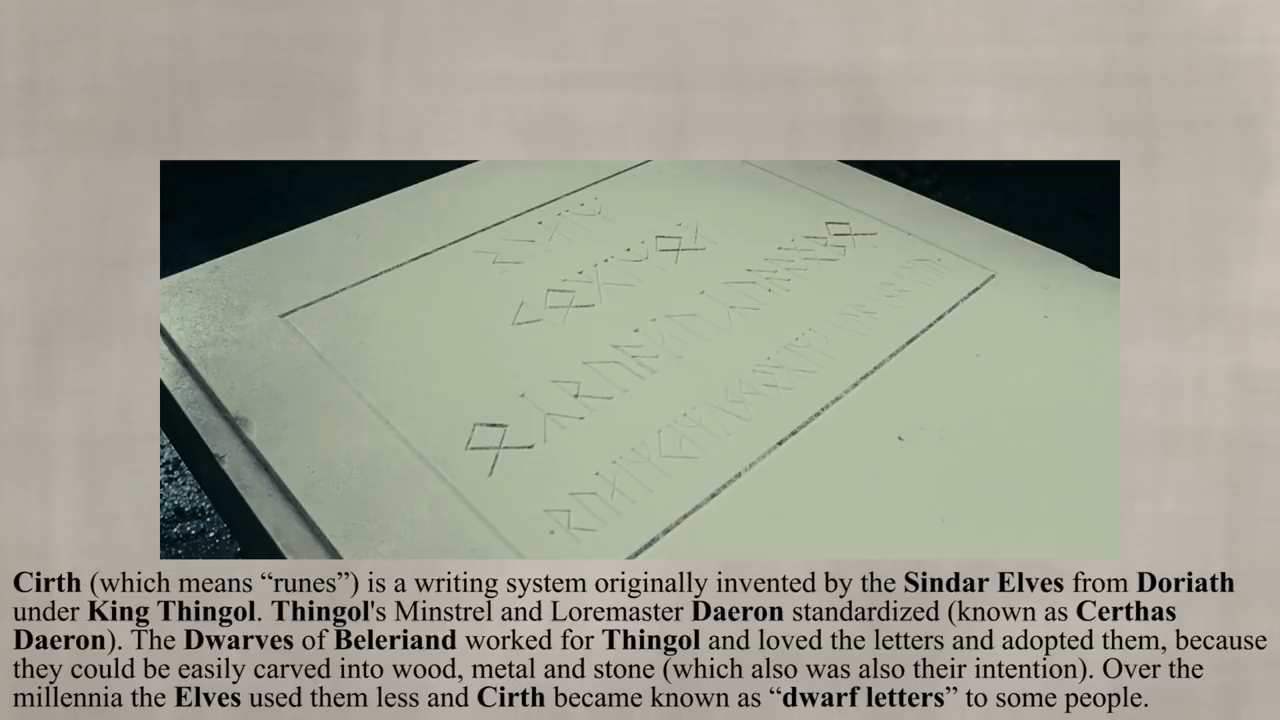 Cirth (which means “runes”) is a writing system originally invented by the Sindar Elves from Doriath
under King Thingol. Thingol's Minstrel and Loremaster Daeron standardized (known as Certhas
Daeron). The Dwarves of Beleriand worked for Thingol and loved the letters and adopted them, because
they could be easily carved into wood, metal and stone (which also was also their intention). Over the
millennia the Elves used them less and Cirth became known as “dwarf letters” to some people.